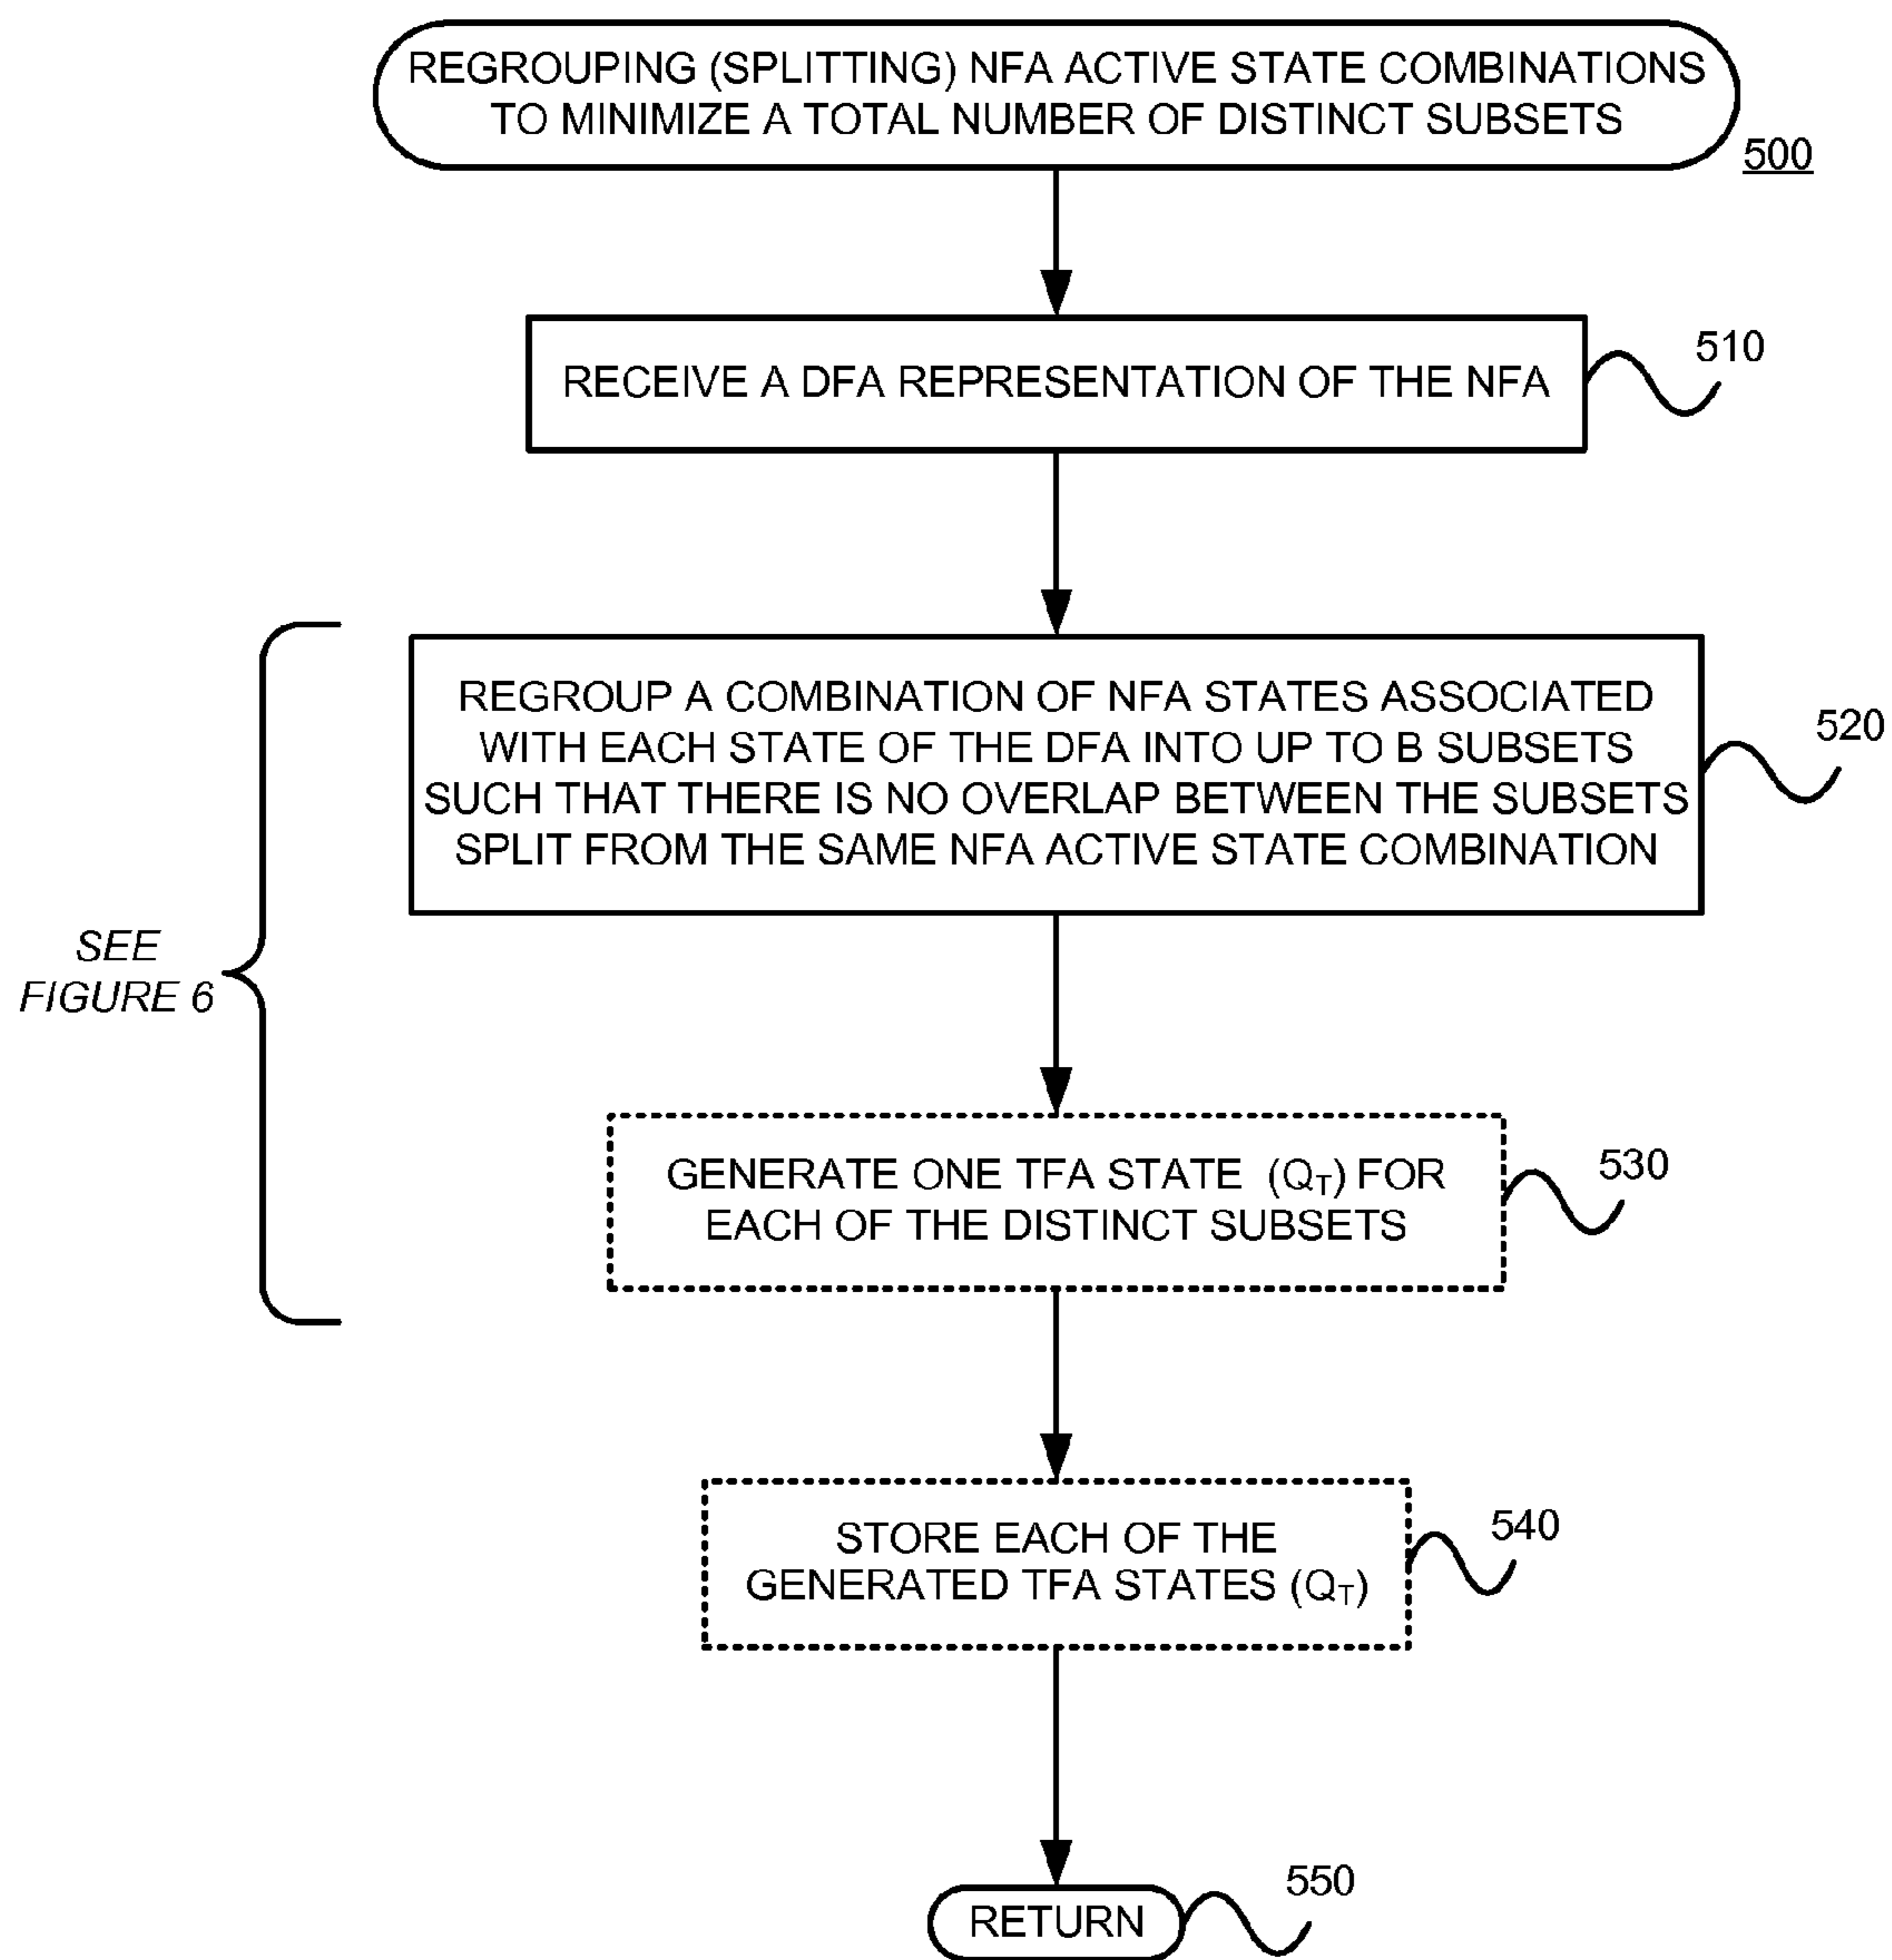 REGROUPING (SPLITTING) NFA ACTIVE STATE COMBINATIONS
TO MINIMIZE A TOTAL NUMBER OF DISTINCT SUBSETS
500
RECEIVE A DFA REPRESENTATION OF THE NFA
510
REGROUP A COMBINATION OF NFA STATES ASSOCIATED
WITH EACH STATE OF THE DFA INTO UP TO B SUBSETS
SUCH THAT THERE IS NO OVERLAP BETWEEN THE SUBSETS
SPLIT FROM THE SAME NFA ACTIVE STATE COMBINATION
520
SEE
FIGURE 6
GENERATE ONE TFA STATE (QT) FOR
EACH OF THE DISTINCT SUBSETS
530
STORE EACH OF THE
GENERATED TFA STATES (QT)
540
RETURN
550